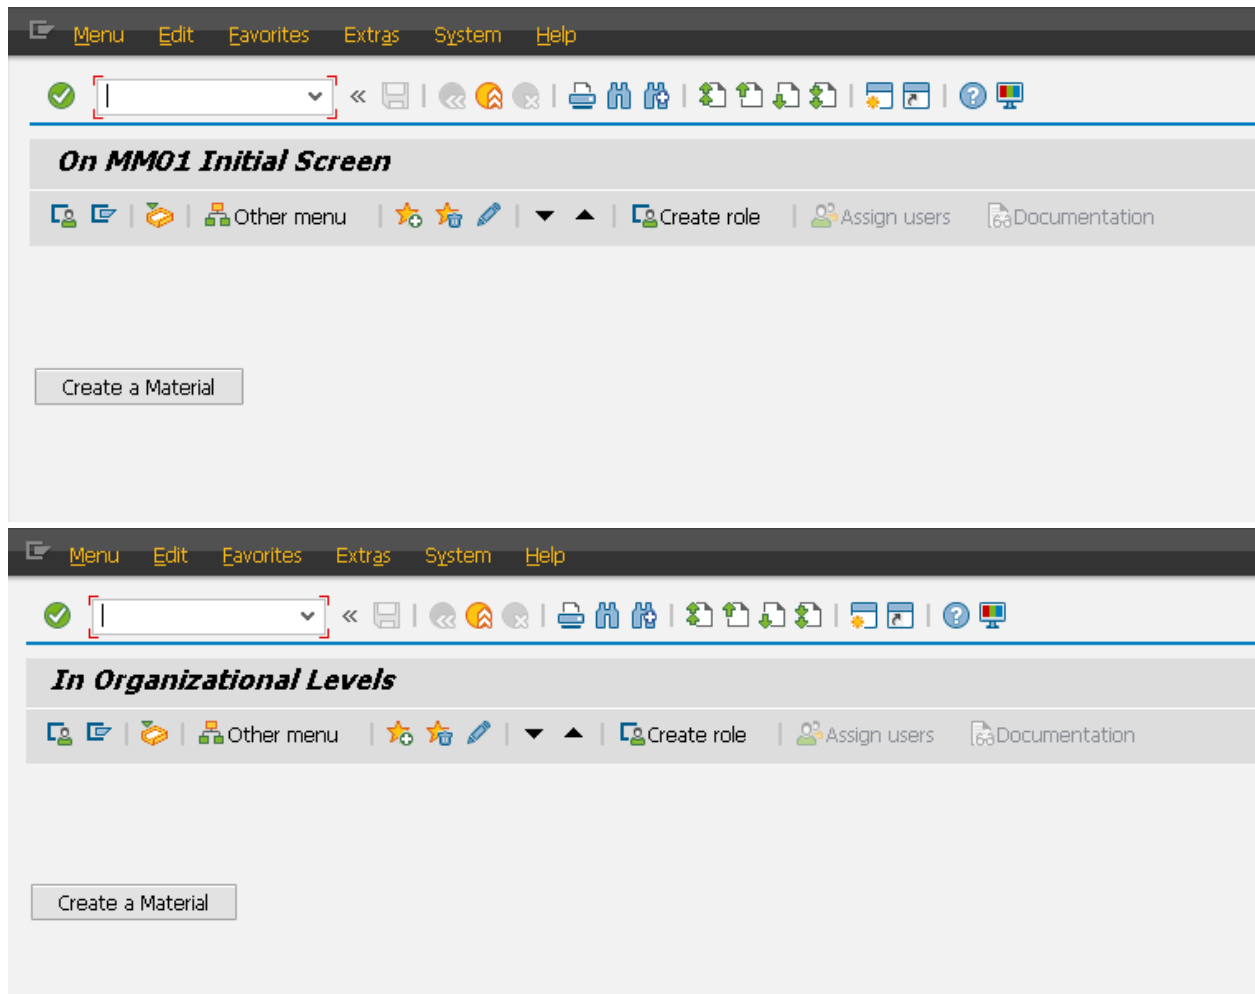 Menu Edit Favorites Extras System Help
On MM01 Initial Screen
Other menu Create role Assign users Documentation
Create a Material
Menu Edit Favorites Extras System Help
In Organizational Levels
Other menu Create role Assign users Documentation
Create a Material